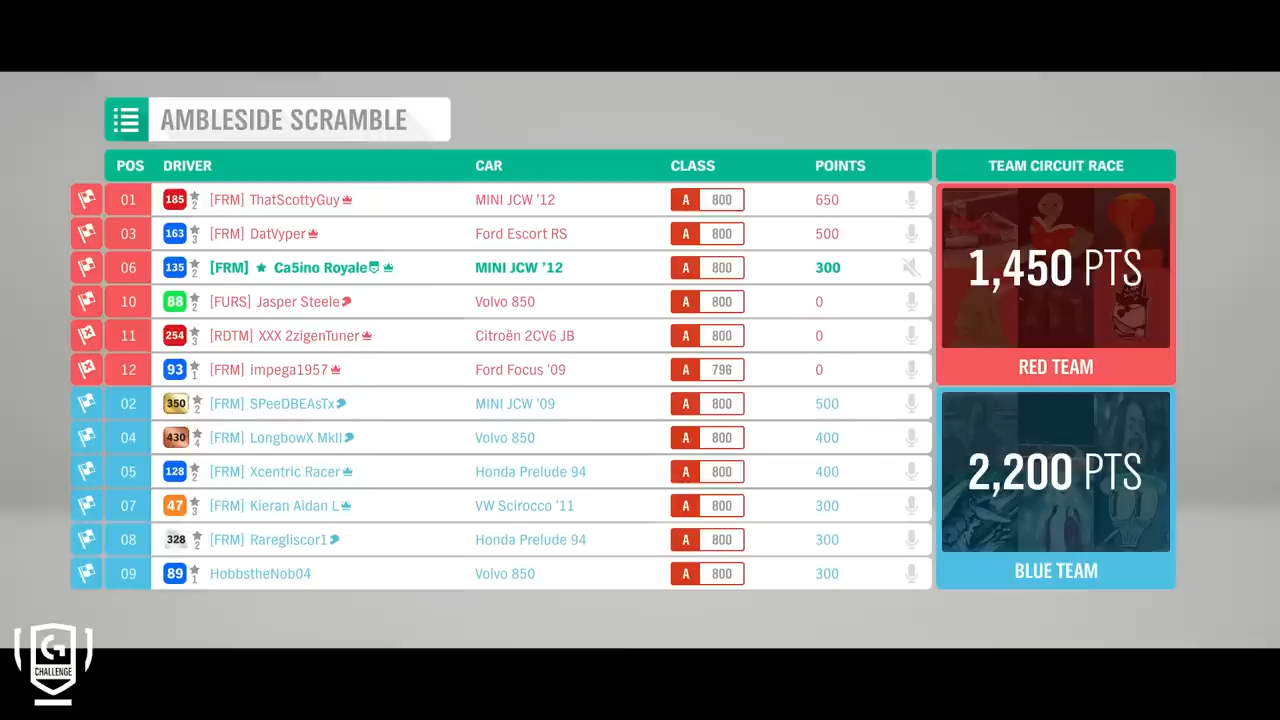 AMBLESIDE SCRAMBLE
POS DRIVER CAR CLASS POINTS TEAM CIRCUIT RACE
01 185 2 [FRM] ThatScottyGuy MINI JCW '12 A 800 650
03 163 3 [FRM] DatVyper Ford Escort RS A 800 500
06 135 2 [FRM] ★ Ca5ino Royale MINI JCW '12 A 800 300
10 88 2 [FURS] Jasper Steele Volvo 850 A 800 0
11 254 3 [RDTM] XXX 2zigenTuner Citroën 2CV6 JB A 800 0
12 93 1 [FRM] impega1957 Ford Focus '09 A 796 0
02 350 2 [FRM] SPeeDBEAsTx MINI JCW '09 A 800 500
04 430 4 [FRM] LongbowX MkII Volvo 850 A 800 400
05 128 2 [FRM] Xcentric Racer Honda Prelude 94 A 800 400
07 47 3 [FRM] Kieran Aidan L VW Scirocco '11 A 800 300
08 328 2 [FRM] Raregliscor1 Honda Prelude 94 A 800 300
09 89 1 HobbstheNob04 Volvo 850 A 800 300
1,450 PTS
RED TEAM
2,200 PTS
BLUE TEAM
G
CHALLENGE